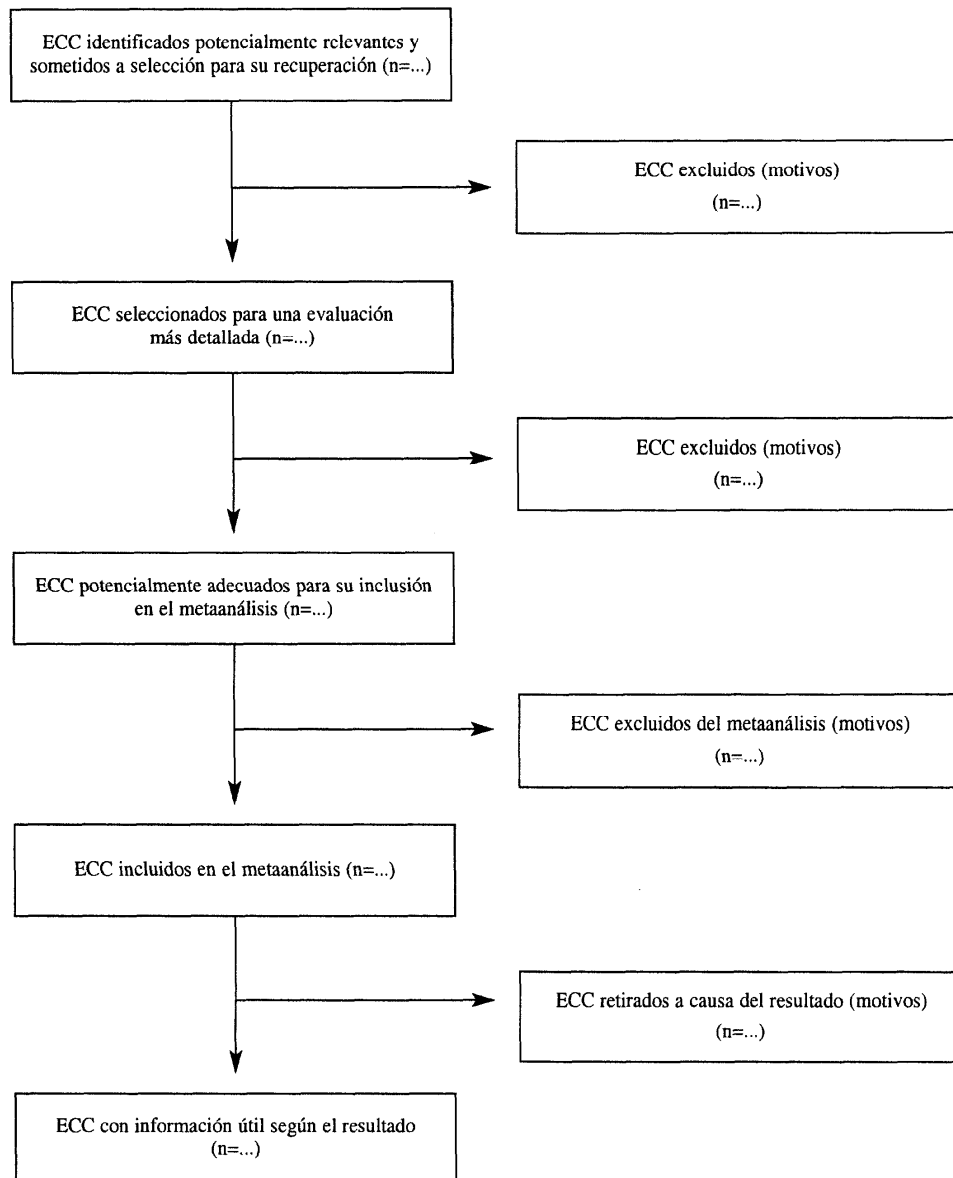 ECC identificados potencialmente relevantes y
sometidos a selección para su recuperación (n=...)
ECC excluidos (motivos)
(n=...)
ECC seleccionados para una evaluación
más detallada (n=...)
ECC excluidos (motivos)
(n=...)
ECC potencialmente adecuados para su inclusión
en el metaanálisis (n=...)
ECC excluidos del metaanálisis (motivos)
(n=...)
ECC incluidos en el metaanálisis (n=...)
ECC retirados a causa del resultado (motivos)
(n=...)
ECC con información útil según el resultado
(n=...)